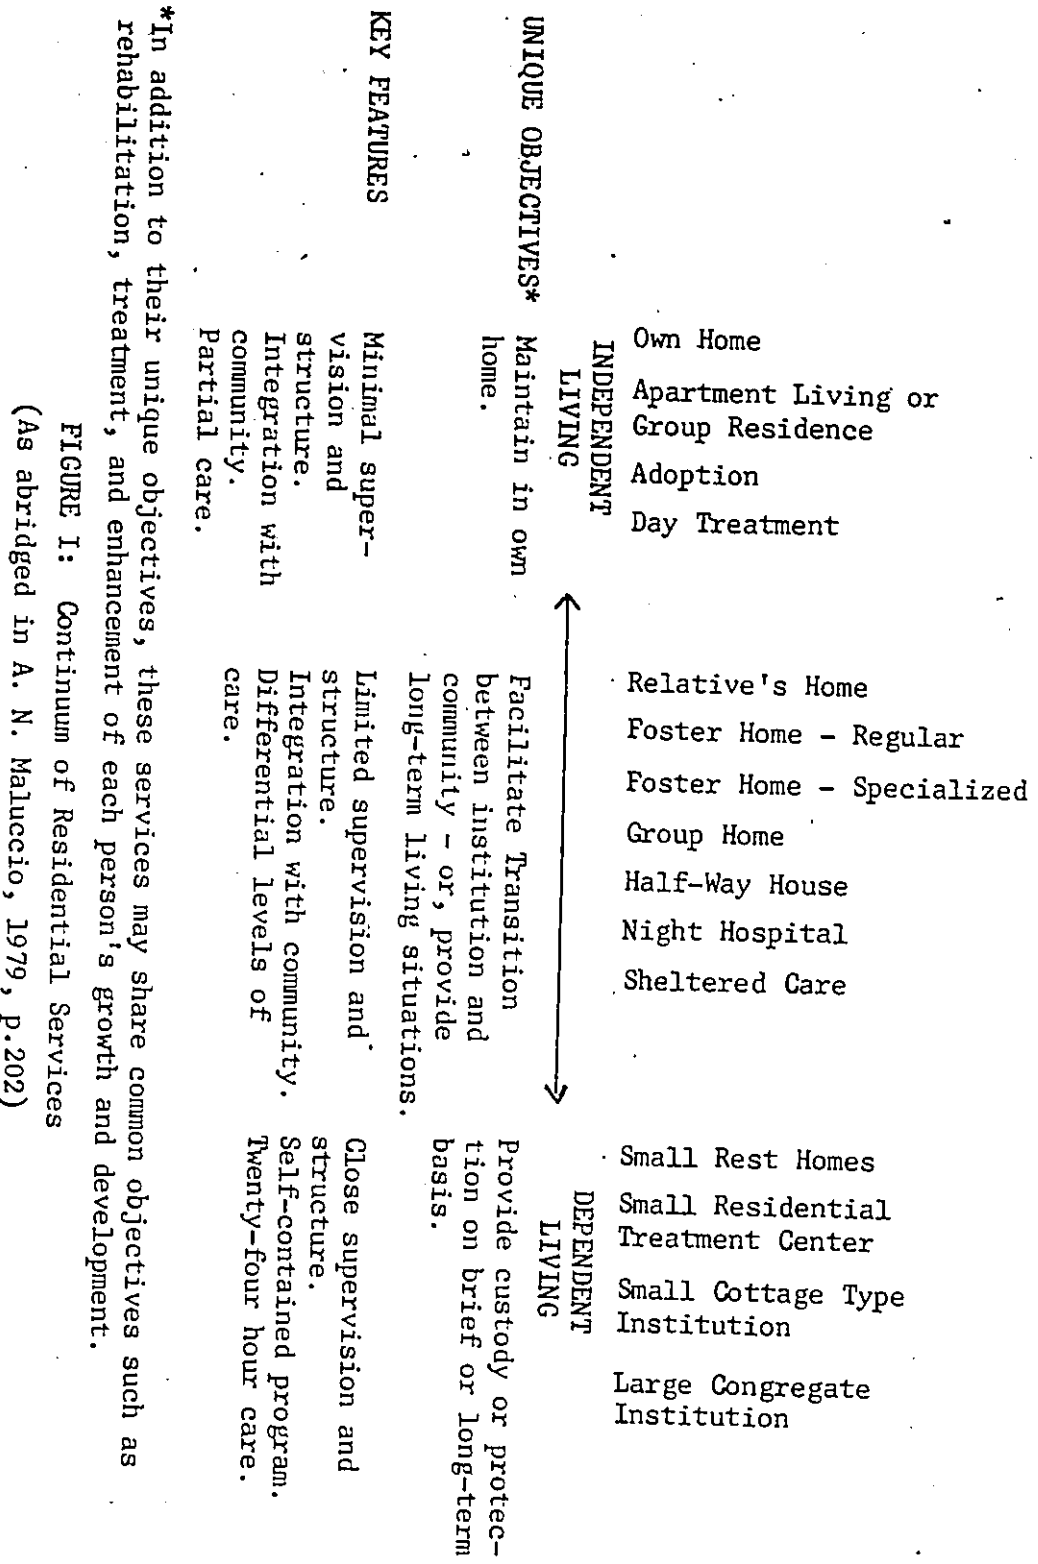 Own Home
Apartment Living or
Group Residence
Adoption
Day Treatment
Relative's Home
Foster Home - Regular
Foster Home - Specialized
Group Home
Half-Way House
Night Hospital
Sheltered Care
Small Rest Homes
Small Residential
Treatment Center
Small Cottage Type
Institution
Large Congregate
Institution
INDEPENDENT
LIVING
DEPENDENT
LIVING
UNIQUE OBJECTIVES*
Maintain in own
home.
Facilitate Transition
between institution and
community - or, provide
long-term living situations.
Provide custody or protec-
tion on brief or long-term
basis.
KEY FEATURES
Minimal super-
vision and
structure.
Integration with
community.
Partial care.
Limited supervision and
structure.
Integration with community.
Differential levels of
care.
Close supervision and
structure.
Self-contained program.
Twenty-four hour care.
*In addition to their unique objectives, these services may share common objectives such as
rehabilitation, treatment, and enhancement of each person's growth and development.
FIGURE I: Continuum of Residential Services
(As abridged in A. N. Maluccio, 1979, p.202)